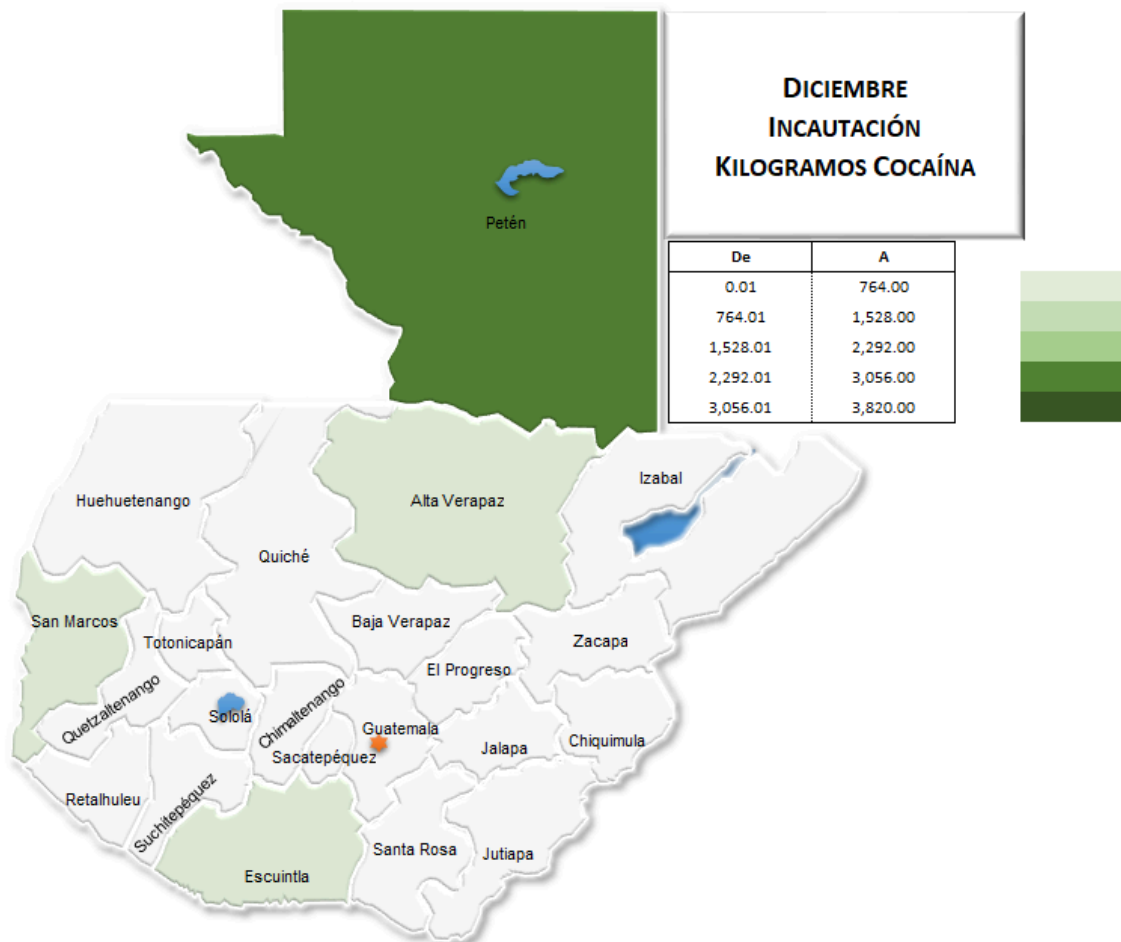 DICIEMBRE
INCAUTACIÓN
KILOGRAMOS COCAÍNA
Petén
De A
0.01 764.00
764.01 1,528.00
1,528.01 2,292.00
2,292.01 3,056.00
3,056.01 3,820.00
Izabal
Huehuetenango
Alta Verapaz
Quiché
San Marcos
Baja Verapaz
Totonicapán
Zacapa
El Progreso
Quetzaltenango
Sololá
Chimaltenango
Guatemala
Sacatepéquez
Jalapa
Chiquimula
Retalhuleu
Suchitepéquez
Santa Rosa
Jutiapa
Escuintla